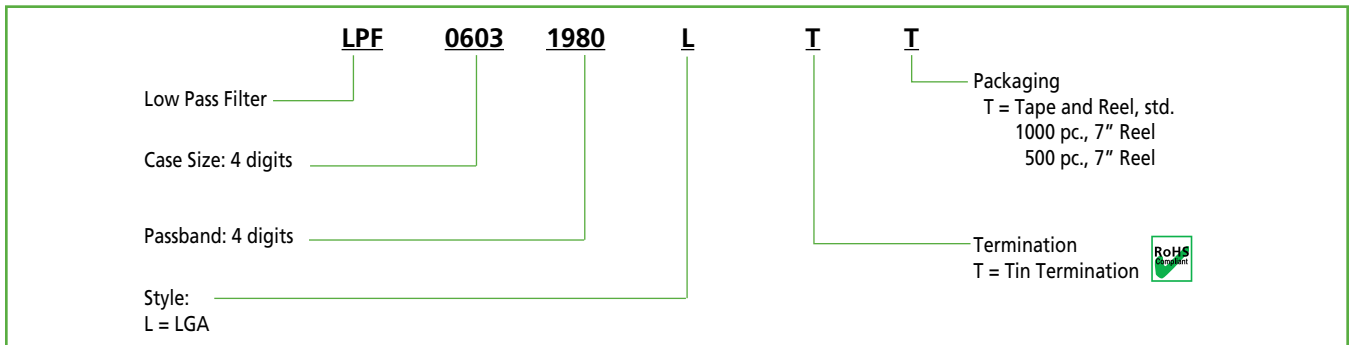 LPF 0603 1980 L T T
Low Pass Filter
Case Size: 4 digits
Passband: 4 digits
Style:
L = LGA
Packaging
T = Tape and Reel, std.
1000 pc., 7” Reel
500 pc., 7” Reel
Termination
T = Tin Termination
RoHS
Compliant